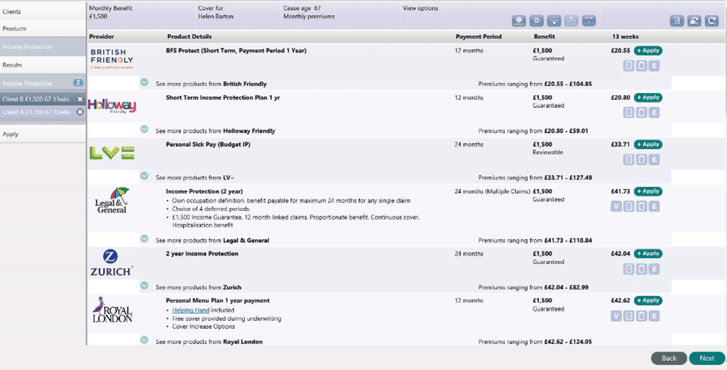 Clients
Products
Income Protection
Results
Income Protection 2
Client B £1,500 67 13wks
Client A £1,750 67 13wks
Apply
Monthly Benefit Cover for Cease age 67 View options
£1,500 Helen Barton Monthly premiums
Provider Product Details Payment Period Benefit 13 weeks
BRITISH FRIENDLY
BFS Protect (Short Term, Payment Period 1 Year) 12 months £1,500 £20.55 + Apply
Guaranteed
See more products from British Friendly Premiums ranging from £20.55 - £104.85
Holloway Friendly
Short Term Income Protection Plan 1 yr 12 months £1,500 £20.80 + Apply
Guaranteed
See more products from Holloway Friendly Premiums ranging from £20.80 - £59.01
LV=
Personal Sick Pay (Budget IP) 24 months £1,500 £33.71 + Apply
Reviewable
See more products from LV= Premiums ranging from £33.71 - £127.49
Legal & General
Income Protection (2 year) 24 months (Multiple Claims) £1,500 £41.73 + Apply
Guaranteed
• Own occupation definition, benefit payable for maximum 24 months for any single claim
• Choice of 4 deferred periods
• £1,500 Income Guarantee, 12 month linked claims. Proportionate benefit. Continuous cover,
Hospitalisation benefit
See more products from Legal & General Premiums ranging from £41.73 - £110.84
ZURICH
2 year Income Protection 24 months £1,500 £42.04 + Apply
Guaranteed
See more products from Zurich Premiums ranging from £42.04 - £82.99
ROYAL LONDON
Personal Menu Plan 1 year payment 12 months £1,500 £42.62 + Apply
Guaranteed
• Helping Hand included
• Free cover provided during underwriting
• Cover Increase Options
See more products from Royal London Premiums ranging from £42.62 - £124.05
Back Next